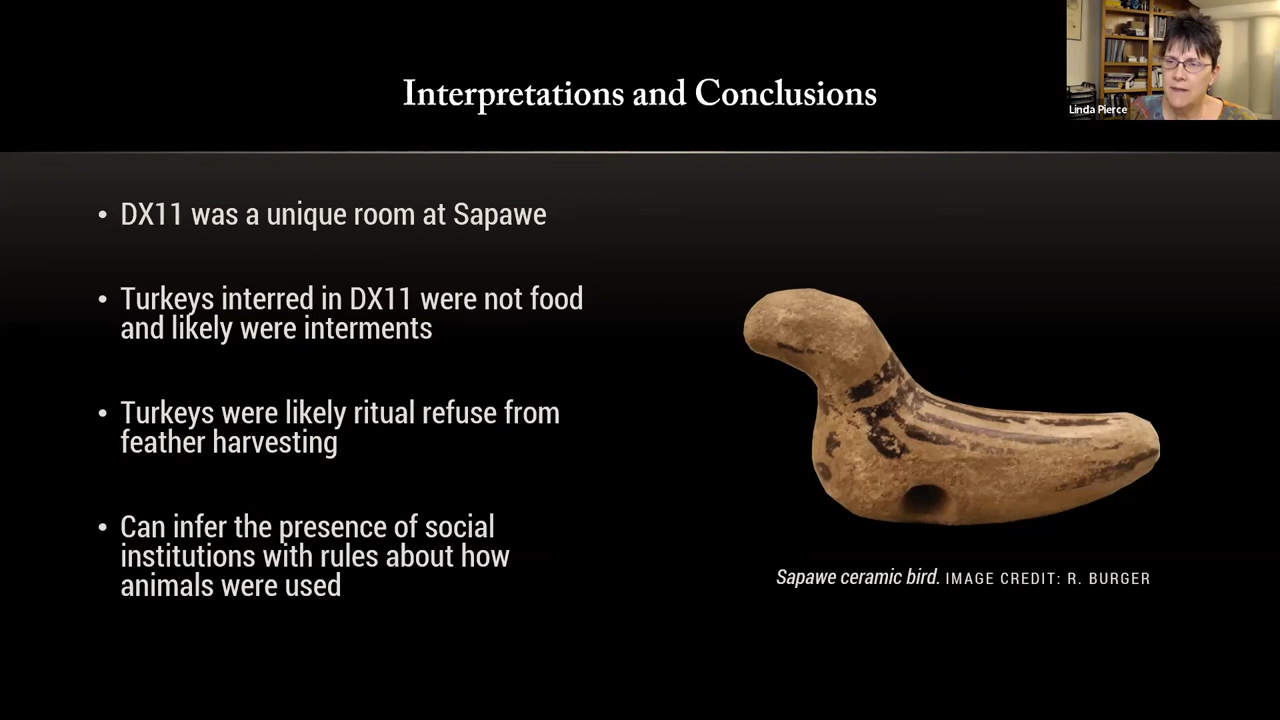 Interpretations and Conclusions
Linda Pierce
• DX11 was a unique room at Sapawe
• Turkeys interred in DX11 were not food
and likely were interments
• Turkeys were likely ritual refuse from
feather harvesting
• Can infer the presence of social
institutions with rules about how
animals were used
Sapawe ceramic bird. IMAGE CREDIT: R. BURGER